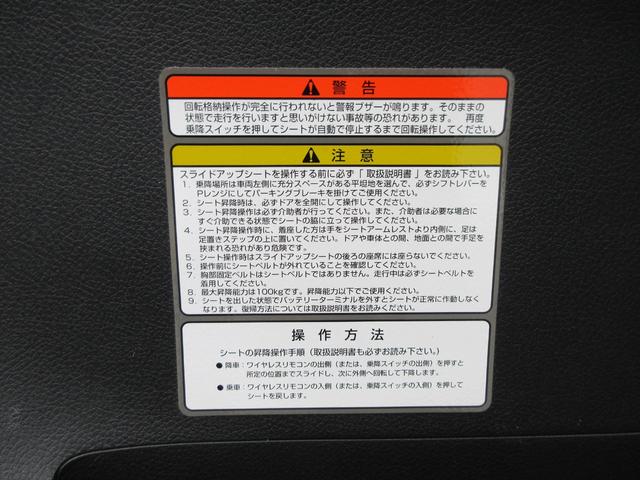 警告
回転格納操作が完全に行われないと警報ブザーが鳴ります。そのままの
状態で走行を行いますと思いがけない事故等の恐れがあります。 再度
乗降スイッチを押してシートが自動で停止するまで回転操作してください。
注意
スライドアップシートを操作する前に必ず「取扱説明書」をお読み下さい。
1. 乗降場所は車両左側に充分スペースがある平坦地を選んで、必ずシフトレバーを
Pレンジにしてパーキングブレーキを掛けてご使用ください。
2. シート昇降時は、必ずドアを全開にして操作してください。
3. シート昇降操作は必ず介助者が行ってください。また、介助者は必要な場合に
すぐ介助できる状態でシートの脇に立って操作してください。
4. シート昇降操作時に、着座した方は手をシートアームレストより内側に、足は
足置きステップの上に置いてください。ドアや車体との間、地面との間で手足を
挟まれる恐れがあり危険です。
5. シート操作時はスライドアップシートの後ろの座席には座らないでください。
6. 操作前にシートベルトが外れていることを確認してください。
7. 胸部固定ベルトはシートベルトではありません。走行中は必ずシートベルトを
着用してください。
8. 最大昇降能力は100kgです。昇降能力以下でご使用ください。
9. シートを出した状態でバッテリーターミナルを外すとシートが正常に作動しなく
なります。復帰方法については取扱説明書をお読みください。
操作方法
シートの昇降操作手順(取扱説明書も必ずお読み下さい。)
● 降車：ワイヤレスリモコンの出側(または、乗降スイッチの出側)を押すと
所定の位置までスライドし、次に外側へ回転して下降します。
● 乗車：ワイヤレスリモコンの入側(または、乗降スイッチの入側)を押して
シートを戻します。